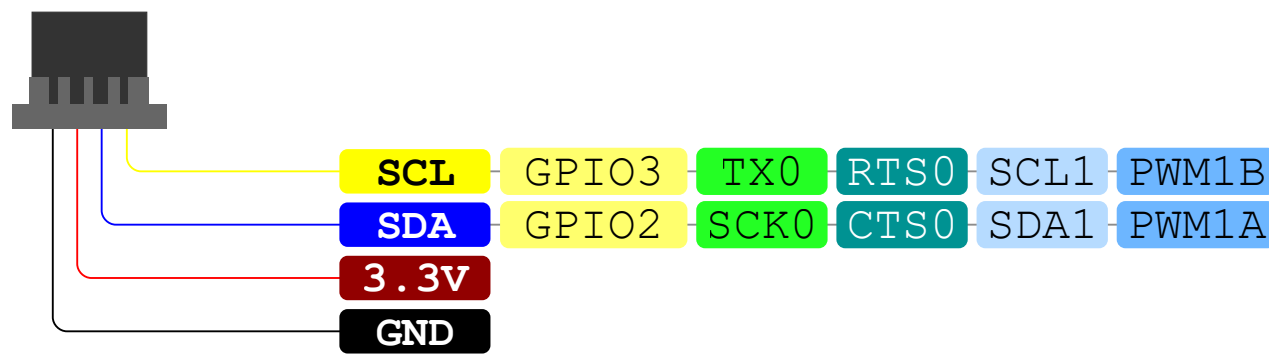 SCL GPIO3 TX0 RTS0 SCL1 PWM1B
SDA GPIO2 SCK0 CTS0 SDA1 PWM1A
3.3V
GND